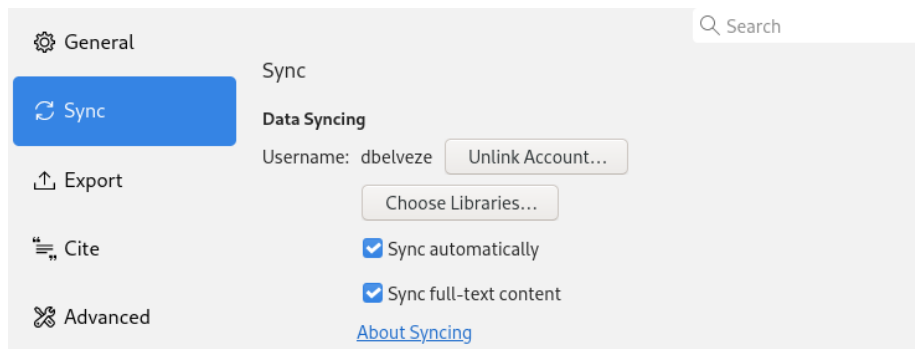 General
Sync
Export
Cite
Advanced
Search
Sync
Data Syncing
Username: dbelveze Unlink Account...
Choose Libraries...
Sync automatically
Sync full-text content
About Syncing